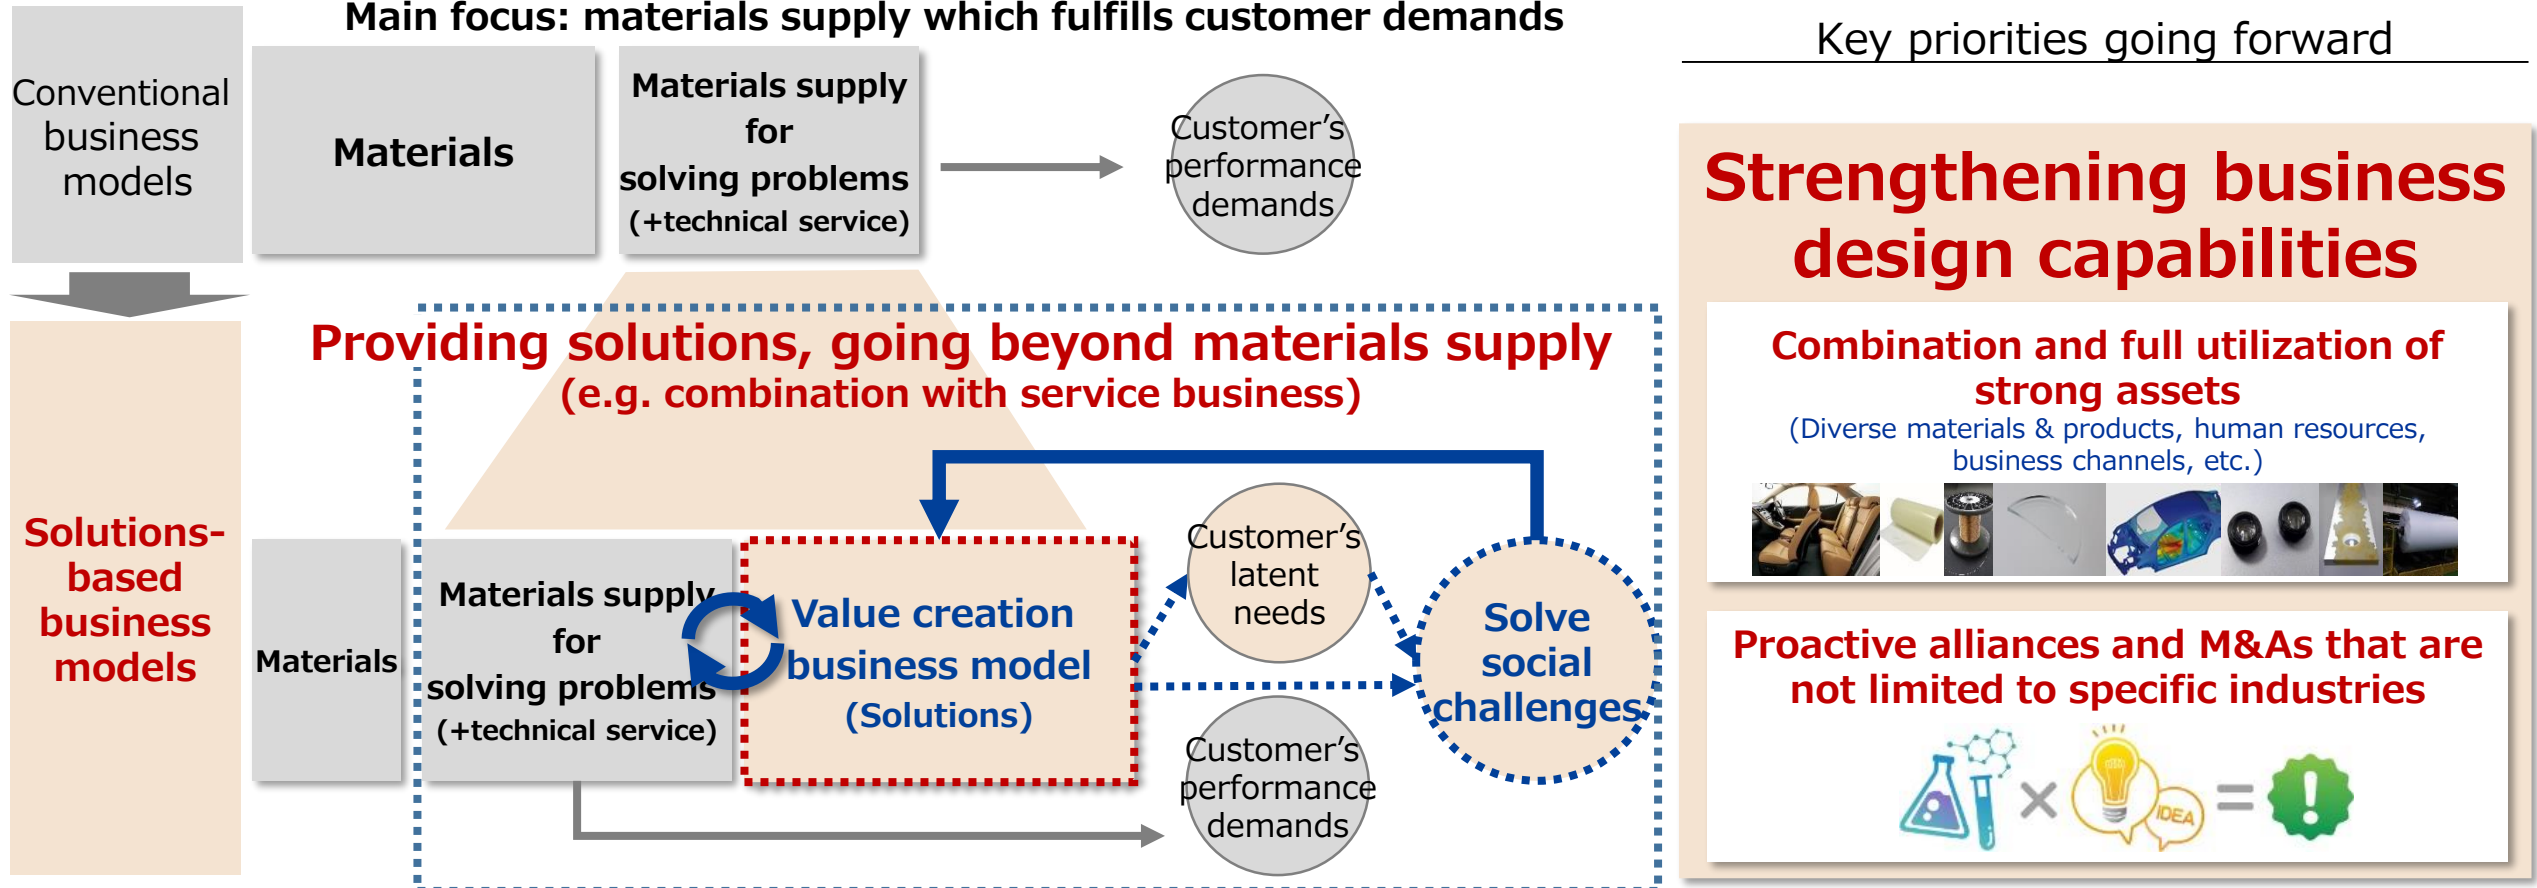 Main focus: materials supply which fulfills customer demands
Conventional
business
models
Materials
Materials supply
for
solving problems
(+technical service)
Customer’s
performance
demands
Providing solutions, going beyond materials supply
(e.g. combination with service business)
Solutions-
based
business
models
Materials
Materials supply
for
solving problems
(+technical service)
Value creation
business model
(Solutions)
Customer’s
latent
needs
Customer’s
performance
demands
Solve
social
challenges
Key priorities going forward
Strengthening business
design capabilities
Combination and full utilization of
strong assets
(Diverse materials & products, human resources,
business channels, etc.)
Proactive alliances and M&As that are
not limited to specific industries
IDEA